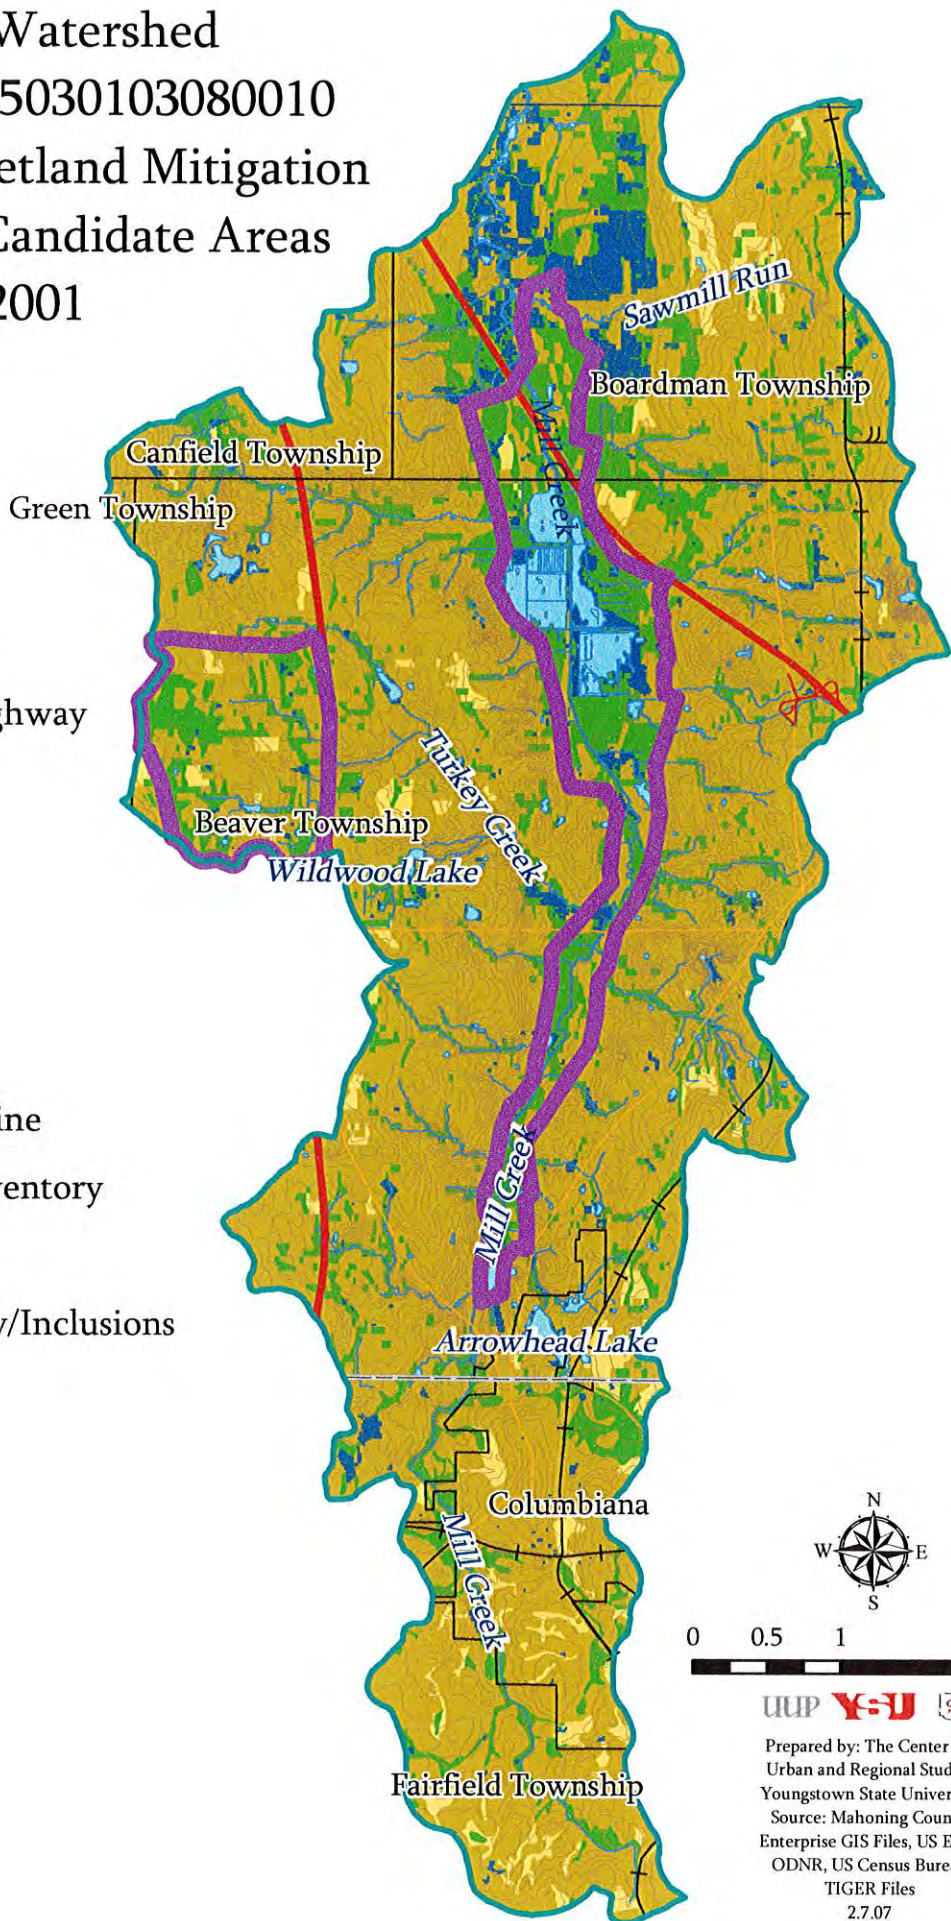 Watershed
5030103080010
etland Mitigation
Candidate Areas
2001
Sawmill Run
Boardman Township
Mill Creek
Canfield Township
Green Township
ghway
Turkey Creek
Beaver Township
Wildwood Lake
ine
ventory
Mill Creek
y/Inclusions
Arrowhead Lake
Columbiana
Mill Creek
N
W E
S
0 0.5 1
UUP YSU
Prepared by: The Center
Urban and Regional Stud
Youngstown State Univer
Source: Mahoning Coun
Enterprise GIS Files, US E
ODNR, US Census Bure
TIGER Files
2.7.07
Fairfield Township